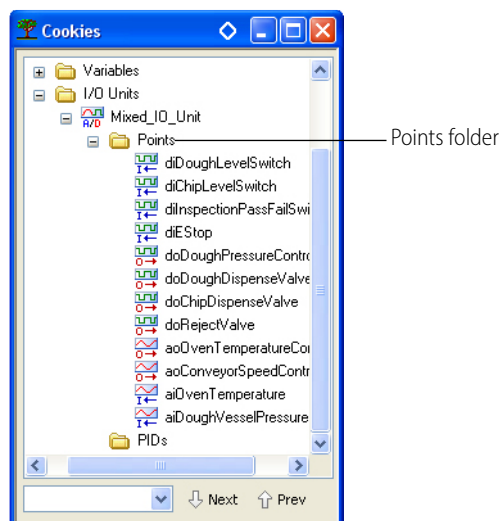 Cookies
Variables
I/O Units
A/D Mixed_IO_Unit
Points
Points folder
I diDoughLevelSwitch
I diChipLevelSwitch
I diInspectionPassFailSwi
I diEStop
O doDoughPressureContro
O doDoughDispenseValve
O doChipDispenseValve
O doRejectValve
O aoOvenTemperatureCon
O aoConveyorSpeedContr
I aiOvenTemperature
I aiDoughVesselPressure
PIDs
Next Prev